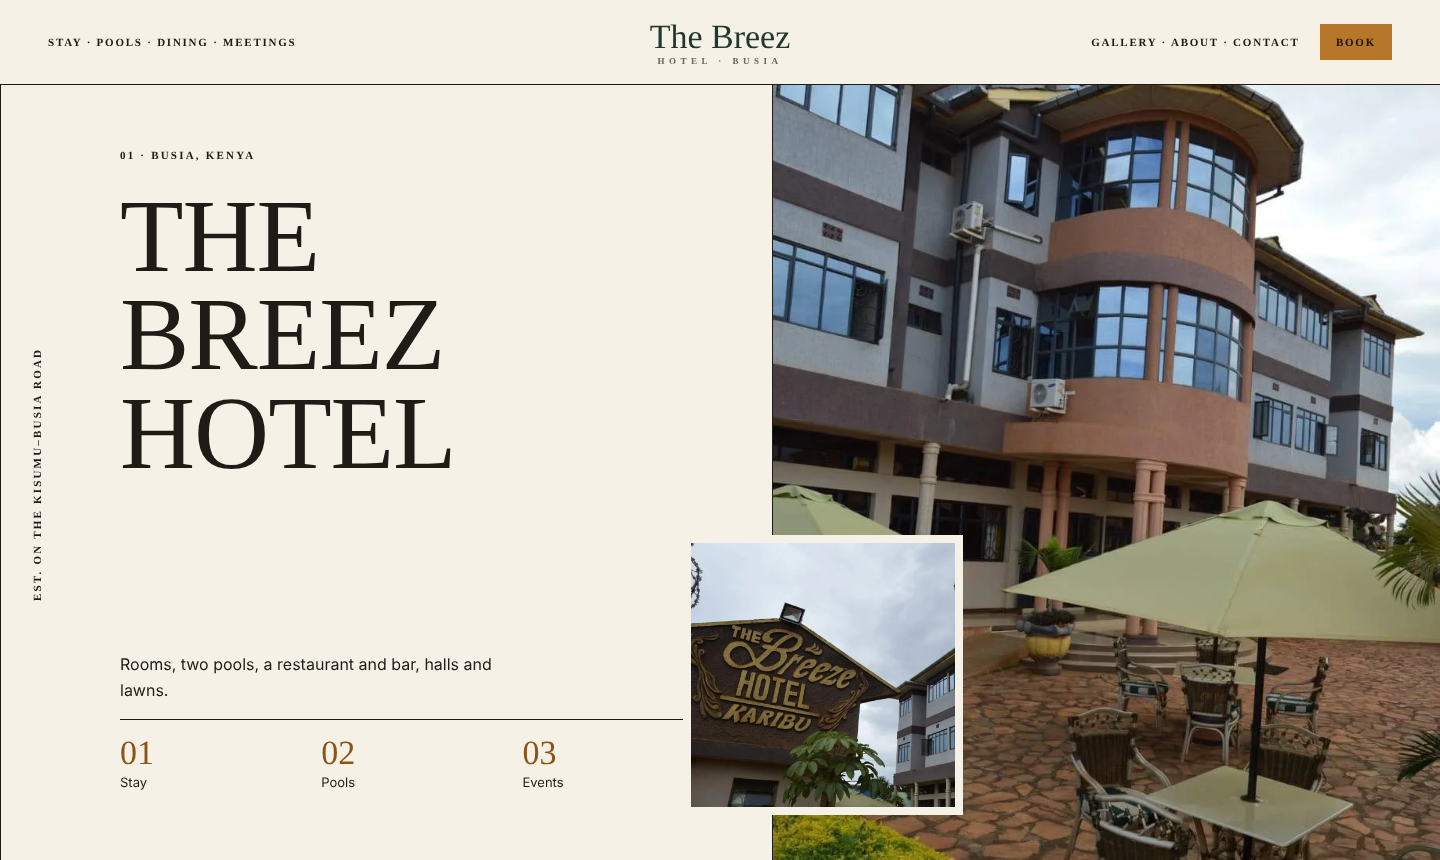 STAY · POOLS · DINING · MEETINGS
The Breez
HOTEL · BUSIA
GALLERY · ABOUT · CONTACT
BOOK
01 · BUSIA, KENYA
THE
BREEZ
HOTEL
EST. ON THE KISUMU–BUSIA ROAD
Rooms, two pools, a restaurant and bar, halls and
lawns.
01
Stay
02
Pools
03
Events
THE
Breeze
HOTEL
KARIBU